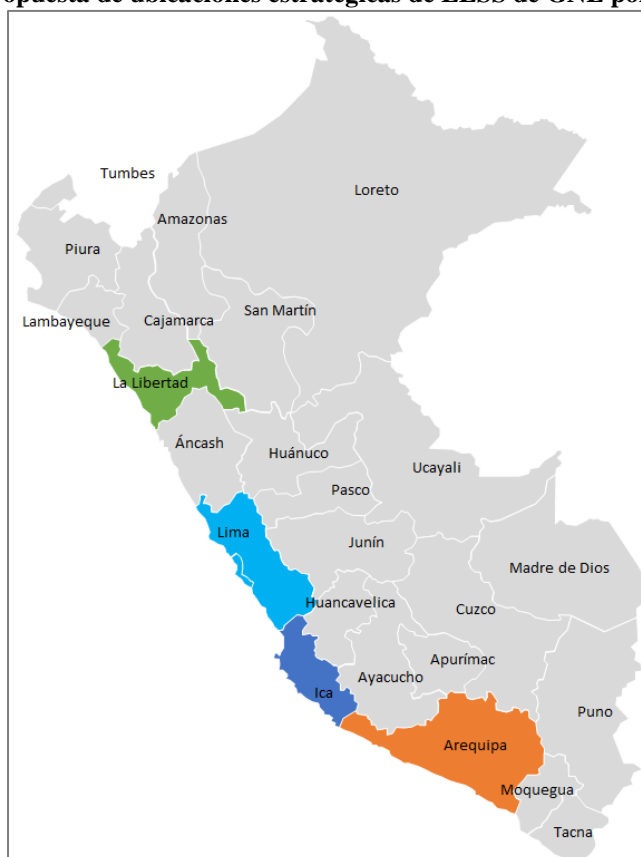 opuesta de ubicaciones estratégicas de EESS de GNL po
Tumbes
Loreto
Amazonas
Piura
San Martín
Lambayeque
Cajamarca
La Libertad
Áncash
Huánuco
Ucayali
Pasco
Lima
Junín
Madre de Dios
Huancavelica
Cuzco
Apurímac
Ayacucho
Ica
Puno
Arequipa
Moquegua
Tacna